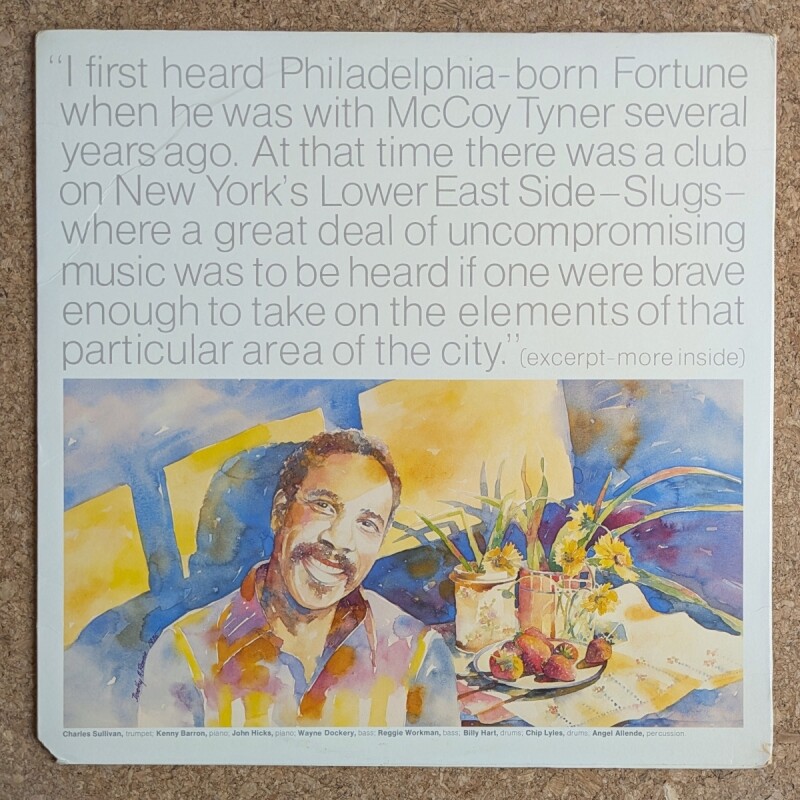 “I first heard Philadelphia-born Fortune
when he was with McCoy Tyner several
years ago. At that time there was a club
on New York's Lower East Side–Slugs–
where a great deal of uncompromising
music was to be heard if one were brave
enough to take on the elements of that
particular area of the city.” (excerpt-more inside)
Charles Sullivan, trumpet; Kenny Barron, piano; John Hicks, piano; Wayne Dockery, bass; Reggie Workman, bass; Billy Hart, drums; Chip Lyles, drums; Angel Allende, percussion.